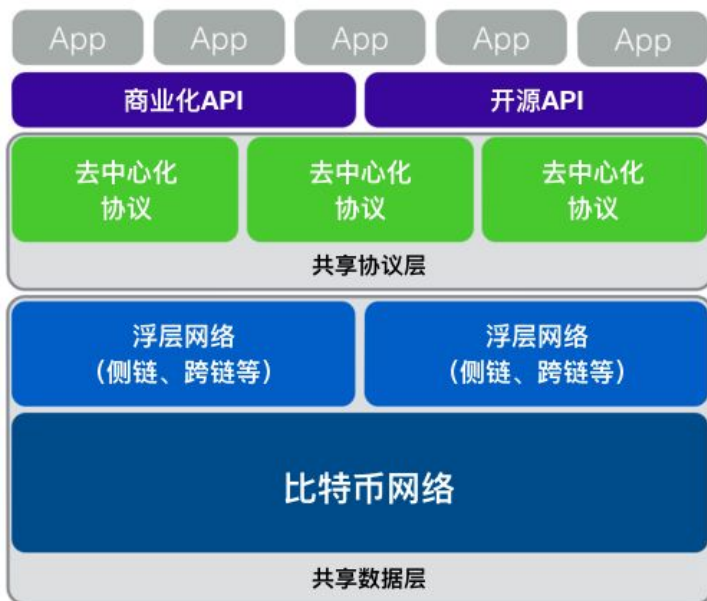 App App App App App
商业化API 开源API
去中心化 去中心化 去中心化
协议 协议 协议
共享协议层
浮层网络 浮层网络
（侧链、跨链等） （侧链、跨链等）
比特币网络
共享数据层